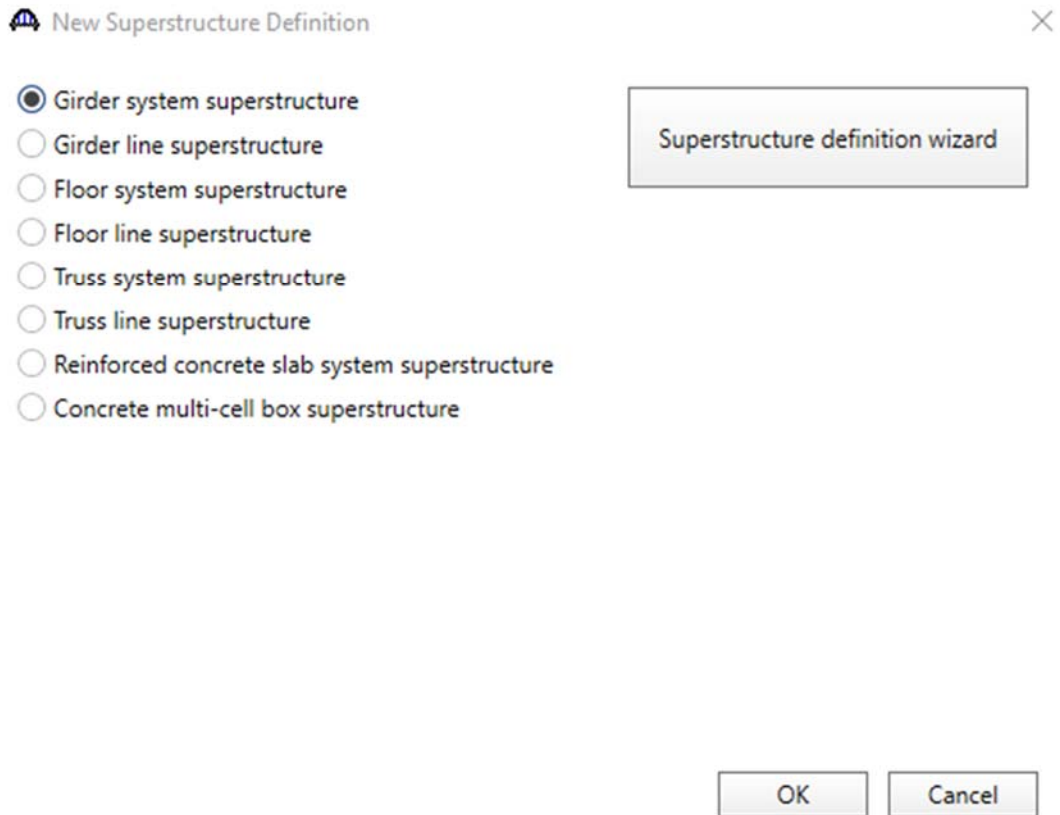 New Superstructure Definition
Girder system superstructure
Superstructure definition wizard
Girder line superstructure
Floor system superstructure
Floor line superstructure
Truss system superstructure
Truss line superstructure
Reinforced concrete slab system superstructure
Concrete multi-cell box superstructure
OK
Cancel